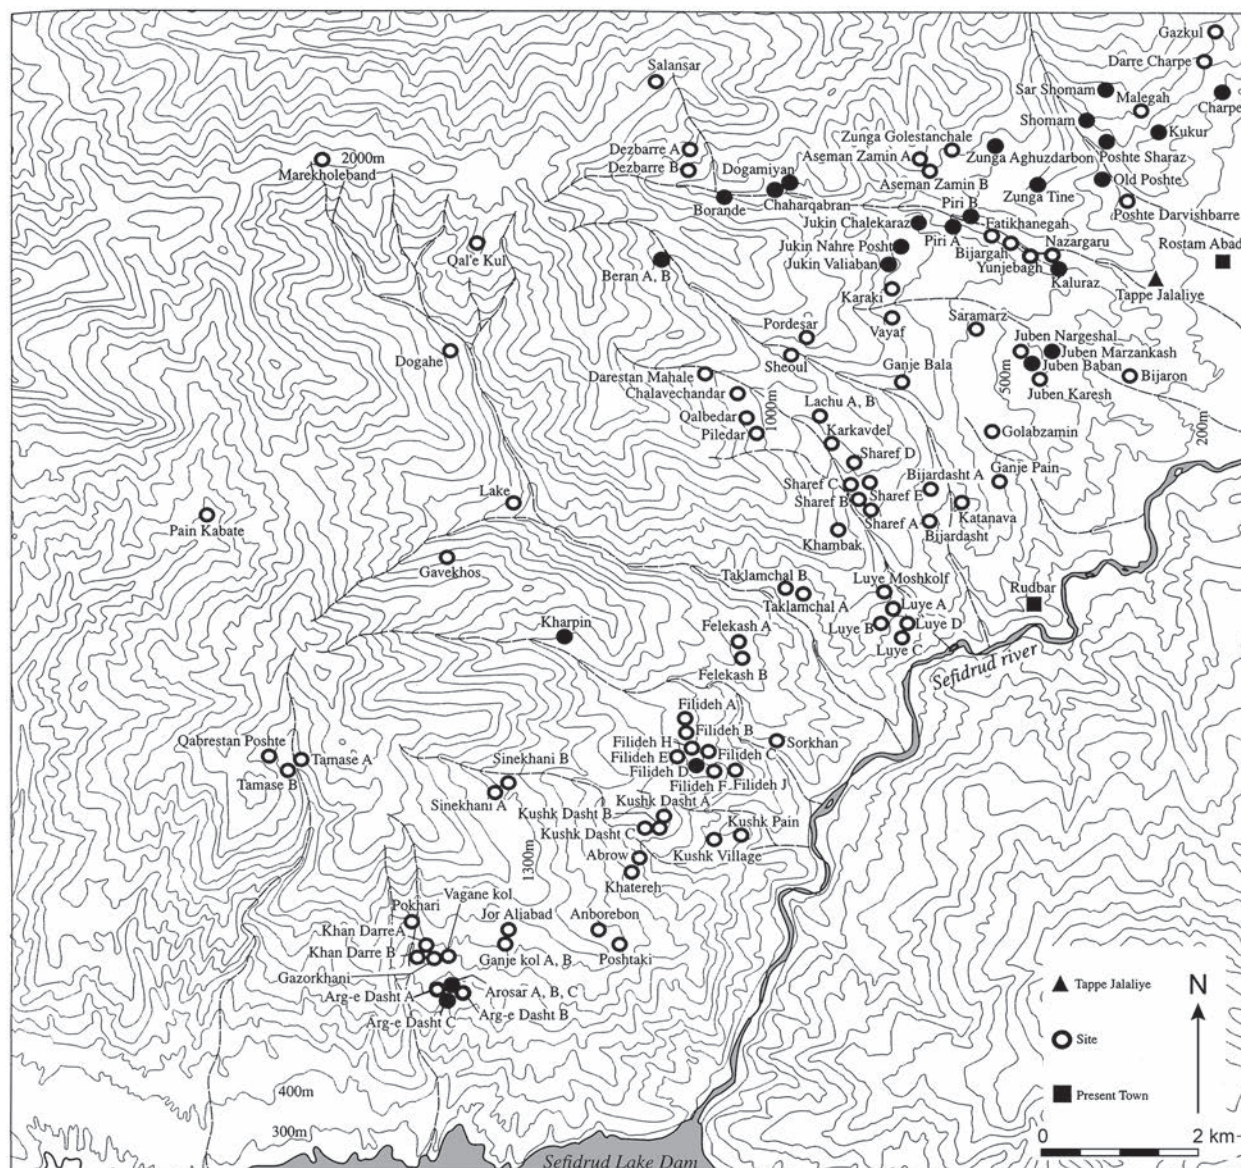 Gazkul
Darre Charpe
Salansar
Sar Shomam
Malegah
Charpe
Shomam
Kukur
Zunga Golestanchale
Dezbarre A
2000m
Marekholeband
Aseman Zamin A
Zunga Aghuzdarbon
Poshte Sharaz
Dezbarre B
Dogamiyan
Aseman Zamin B
Old Poshte
Zunga Tine
Chaharqabran
Borande
Piri B
Poshte Darvishbarre
Jukin Chalekaraz
Fatikhanegah
Piri A
Jukin Nahre Posht
Bijargah
Nazargaru
Rostam Abad
Qal'e Kul
Jukin Valiaban
Yunjebagh
Beran A, B
Kaluraz
Tappe Jalaliye
Karaki
Saramarz
Pordesar
Vayaf
Juben Nargeshal
Juben Marzankash
Dogahe
Sheoul
Ganje Bala
500m
Juben Baban
Bijaron
Darestan Mahale
Juben Karesh
Chalavechandar
Lachu A, B
1000m
Qalbedar
Karkavdel
Golabzamin
200m
Piledar
Sharef D
Ganje Pain
Bijardasht A
Sharef C
Lake
Sharef E
Sharef B
Katanava
Pain Kabate
Sharef A
Bijardasht
Khambak
Gavekhos
Taklamchal B
Luye Moshkolf
Rudbar
Taklamchal A
Luye A
Kharpin
Felekash A
Luye B
Luye D
Luye C
Felekash B
Sefidrud river
Filideh A
Filideh B
Qabrestan Poshte
Filideh H
Sorkhan
Tamase A
Sinekhani B
Filideh E
Filideh C
Filideh D
Tamase B
Filideh F
Filideh J
Sinekhani A
Kushk Dasht A
Kushk Dasht B
Kushk Pain
Kushk Dasht C
1300m
Abrow
Kushk Village
Khatereh
Vagane kol
Pokhari
Jor Aliabad
Anborebon
Khan Darre A
Khan Darre B
Ganje kol A, B
Poshtaki
Gazorkhani
Arg-e Dasht A
Arosar A, B, C
Arg-e Dasht B
Arg-e Dasht C
Tappe Jalaliye
N
Site
400m
Present Town
300m
0
2 km
Sefidrud Lake Dam